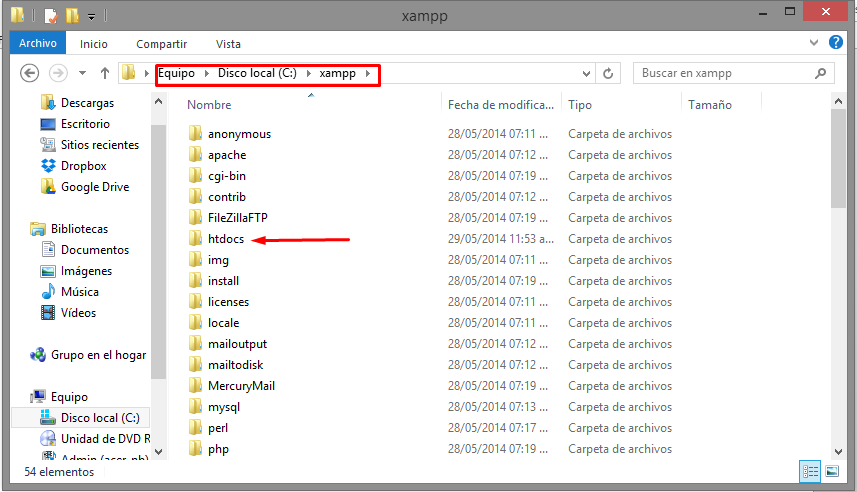 xampp
Archivo Inicio Compartir Vista
Equipo Disco local (C:) xampp Buscar en xampp
Nombre Fecha de modifica... Tipo Tamaño
Descargas
Escritorio
Sitios recientes
Dropbox
Google Drive
Bibliotecas
Documentos
Imágenes
Música
Vídeos
Grupo en el hogar
Equipo
Disco local (C:)
Unidad de DVD R
Admin (acer-pb)
anonymous 28/05/2014 07:11 ... Carpeta de archivos
apache 28/05/2014 07:12 ... Carpeta de archivos
cgi-bin 28/05/2014 07:19 ... Carpeta de archivos
contrib 28/05/2014 07:12 ... Carpeta de archivos
FileZillaFTP 28/05/2014 07:19 ... Carpeta de archivos
htdocs 29/05/2014 11:53 a... Carpeta de archivos
img 28/05/2014 07:11 ... Carpeta de archivos
install 28/05/2014 07:19 ... Carpeta de archivos
licenses 28/05/2014 07:11 ... Carpeta de archivos
locale 28/05/2014 07:11 ... Carpeta de archivos
mailoutput 28/05/2014 07:12 ... Carpeta de archivos
mailtodisk 28/05/2014 07:12 ... Carpeta de archivos
MercuryMail 28/05/2014 07:19 ... Carpeta de archivos
mysql 28/05/2014 07:13 ... Carpeta de archivos
perl 28/05/2014 07:17 ... Carpeta de archivos
php 28/05/2014 07:19 ... Carpeta de archivos
54 elementos